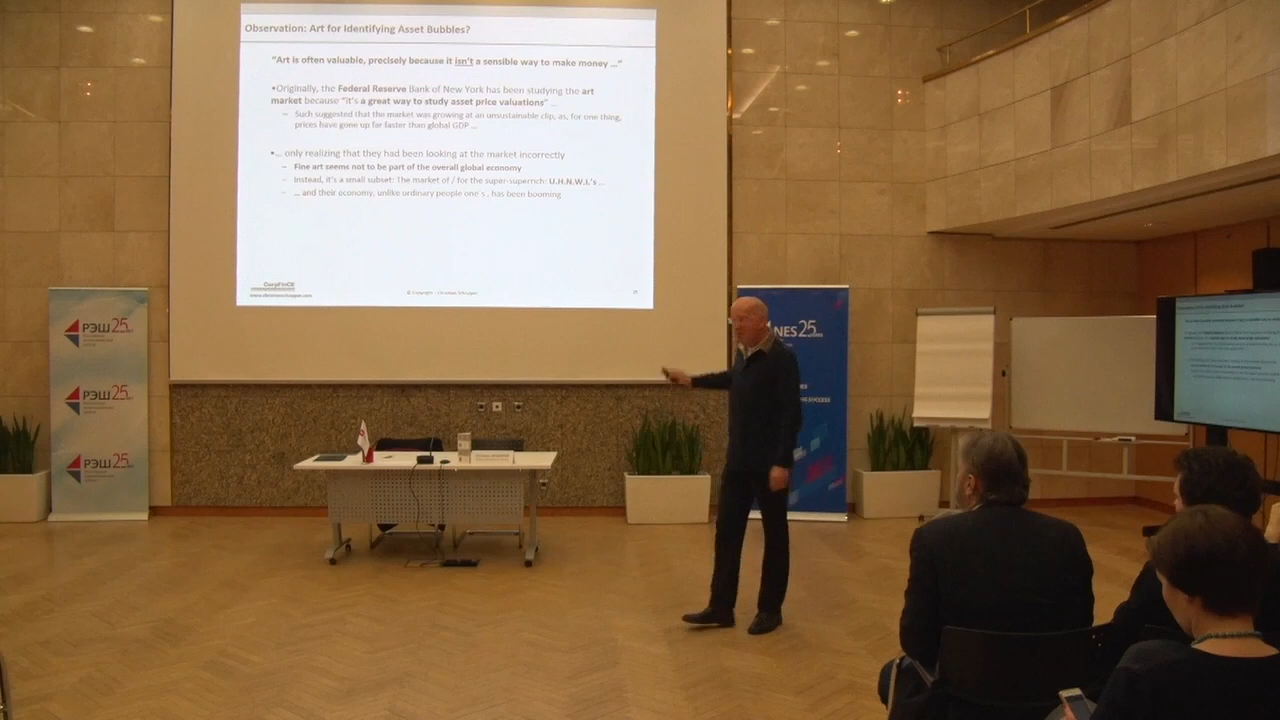 Observation: Art for Identifying Asset Bubbles?
"Art is often valuable, precisely because it isn't a sensible way to make money ..."
•Originally, the Federal Reserve Bank of New York has been studying the art
market because "it's a great way to study asset price valuations" ...
– Such suggested that the market was growing at an unsustainable clip, as, for one thing,
prices have gone up far faster than global GDP ...
•... only realizing that they had been looking at the market incorrectly
– Fine art seems not to be part of the overall global economy
– Instead, it's a small subset: The market of / for the super-superrich: U.H.N.W.I.'s ...
– ... and their economy, unlike ordinary people one's , has been booming
CorpFinCE
© Copyright - Christian Schopper
РЭШ 25
РЭШ 25
РЭШ 25
NES 25